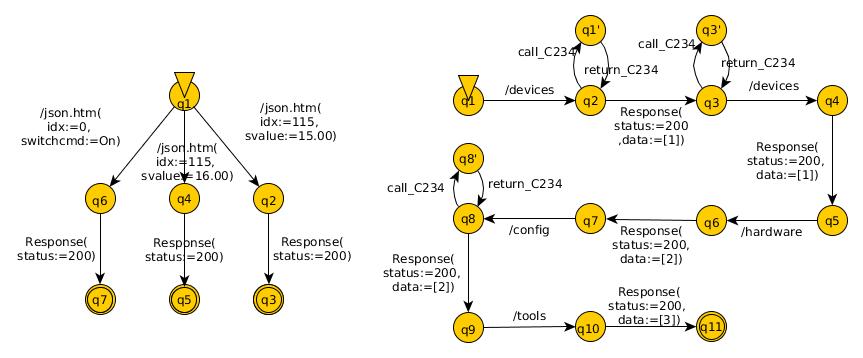 q1
/json.htm(
idx:=0,
switchcmd:=On)
/json.htm(
idx:=115,
svalue:=16.00)
/json.htm(
idx:=115,
svalue:=15.00)
q6
q4
q2
Response(
status:=200)
Response(
status:=200)
Response(
status:=200)
q7
q5
q3
q1'
q3'
call_C234
return_C234
call_C234
return_C234
q1
/devices
q2
Response(
status:=200
,data:=[1])
q3
/devices
q4
Response(
status:=200,
data:=[1])
q5
/hardware
q6
Response(
status:=200,
data:=[2])
q7
/config
q8
q8'
call_C234
return_C234
Response(
status:=200,
data:=[2])
q9
/tools
q10
Response(
status:=200,
data:=[3])
q11